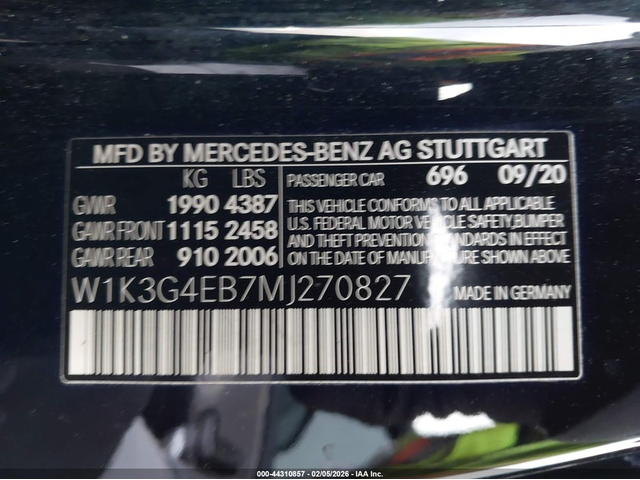 MFD BY MERCEDES-BENZ AG STUTTGART
KG LBS
GVWR 1990 4387
GAWR FRONT 1115 2458
GAWR REAR 910 2006
PASSENGER CAR 696 09/20
THIS VEHICLE CONFORMS TO ALL APPLICABLE
U.S. FEDERAL MOTOR VEHICLE SAFETY, BUMPER
AND THEFT PREVENTION STANDARDS IN EFFECT
ON THE DATE OF MANUFACTURE SHOWN ABOVE
W1K3G4EB7MJ270827 MADE IN GERMANY
000-44310857 - 02/05/2026 - IAA Inc.